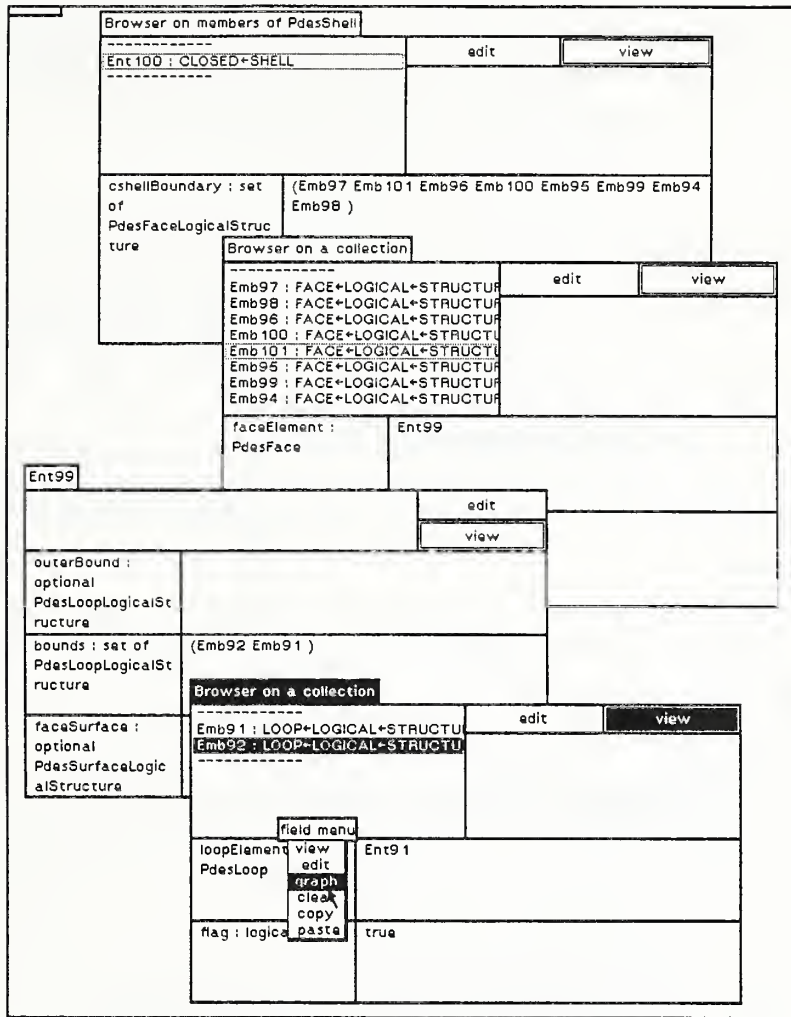 Browser on members of PdesShell
Ent100 : CLOSED←SHELL
edit
view
cshellBoundary : set
of
PdesFaceLogicalStruc
ture
(Emb97 Emb101 Emb96 Emb100 Emb95 Emb99 Emb94
Emb98 )
Browser on a collection
Emb97 : FACE←LOGICAL←STRUCTUR
Emb98 : FACE←LOGICAL←STRUCTUR
Emb96 : FACE←LOGICAL←STRUCTUR
Emb100 : FACE←LOGICAL←STRUCTU
Emb101 : FACE←LOGICAL←STRUCTU
Emb95 : FACE←LOGICAL←STRUCTUR
Emb99 : FACE←LOGICAL←STRUCTUR
Emb94 : FACE←LOGICAL←STRUCTUR
edit
view
faceElement :
PdesFace
Ent99
Ent99
edit
view
outerBound :
optional
PdesLoopLogicalSt
ructure
bounds : set of
PdesLoopLogicalSt
ructure
(Emb92 Emb91 )
faceSurface :
optional
PdesSurfaceLogic
alStructure
Browser on a collection
Emb91 : LOOP←LOGICAL←STRUCTU
Emb92 : LOOP←LOGICAL←STRUCTU
edit
view
loopElement
PdesLoop
Ent91
field menu
view
edit
graph
clear
copy
paste
flag : logica
true